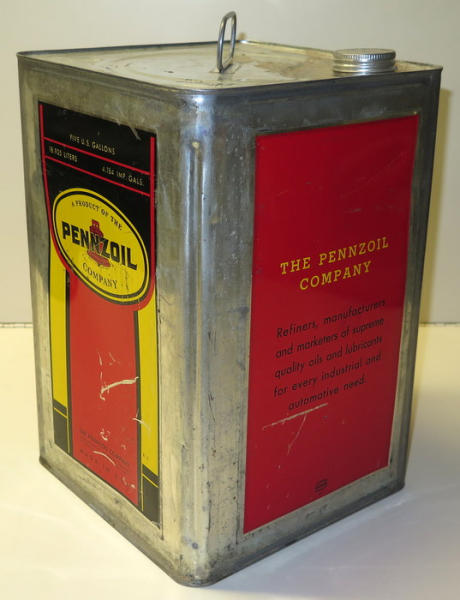 FIVE U.S. GALLONS
18.925 LITERS 4.164 IMP. GALS.
A PRODUCT OF THE
PENNZOIL
COMPANY
THE PENNZOIL
COMPANY
Refiners, manufacturers
and marketers of supreme
quality oils and lubricants
for every industrial and
automotive need.